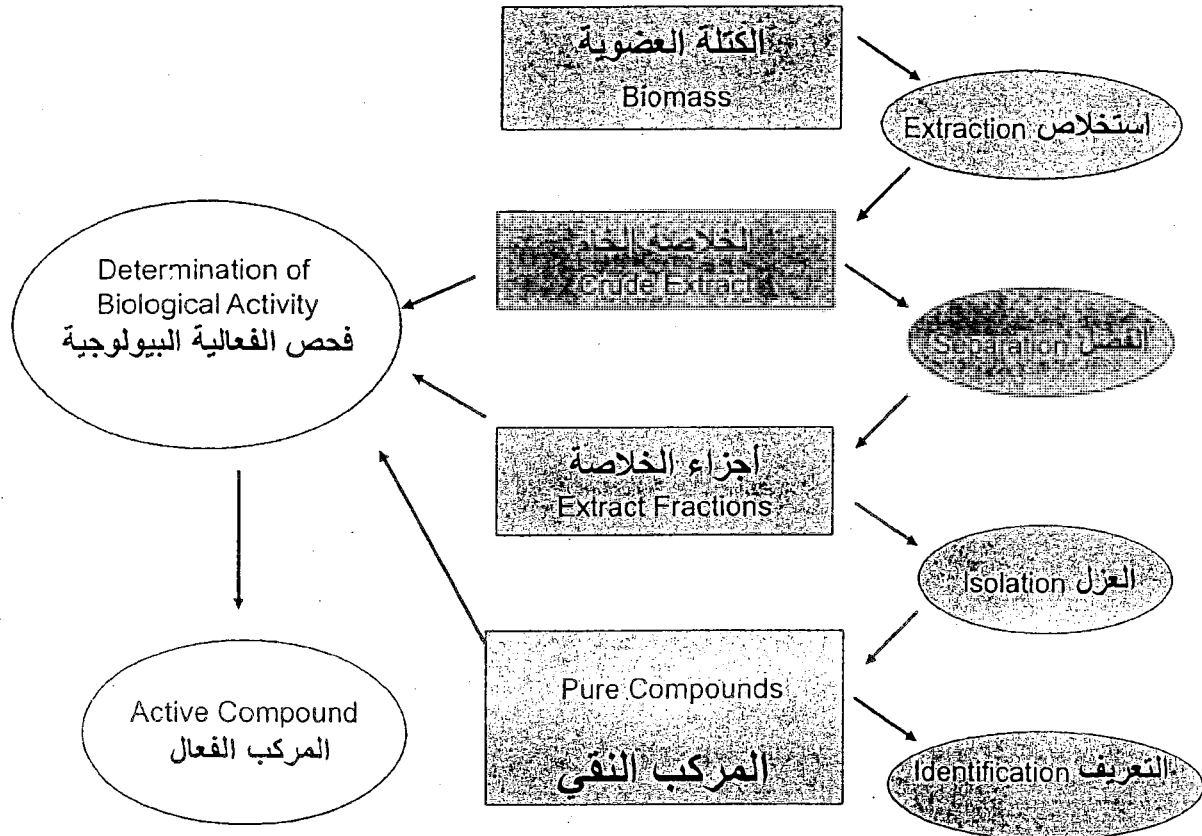 الكتلة العضوية
Biomass
Extraction استخلاص
الخلاصة الخام
Crude Extract
Determination of
Biological Activity
فحص الفعالية البيولوجية
Separation الفصل
أجزاء الخلاصة
Extract Fractions
Isolation العزل
Pure Compounds
المركب النقي
Active Compound
المركب الفعال
Identification التعريف